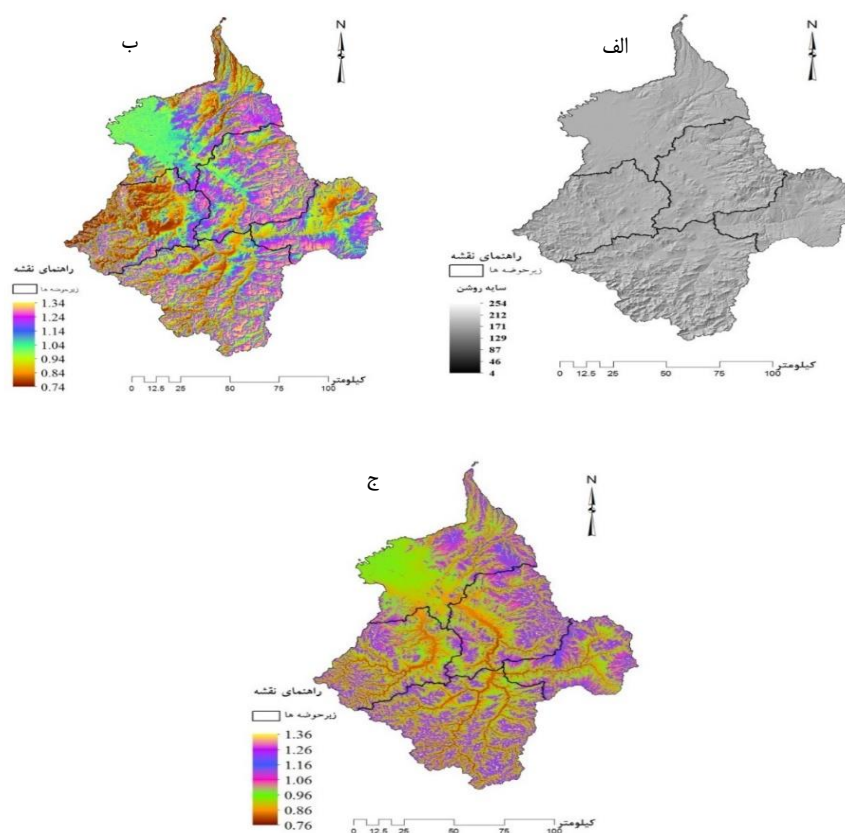 الف
N
راهنمای نقشه
زیرحوضه ها
سایه روشن
254
212
171
129
87
46
4
0 12.5 25 50 75 100
کیلومتر
ب
N
راهنمای نقشه
زیرحوضه ها
1.34
1.24
1.14
1.04
0.94
0.84
0.74
0 12.5 25 50 75 100
کیلومتر
ج
N
راهنمای نقشه
زیرحوضه ها
1.36
1.26
1.16
1.06
0.96
0.86
0.76
0 12.5 25 50 75 100
کیلومتر